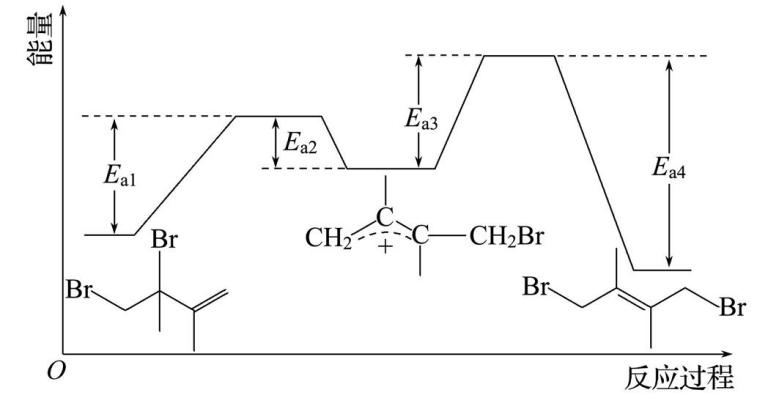 能量
Ea1
Ea2
Ea3
Ea4
Br
Br
CH2
C
C
CH2Br
+
Br
Br
O
反应过程